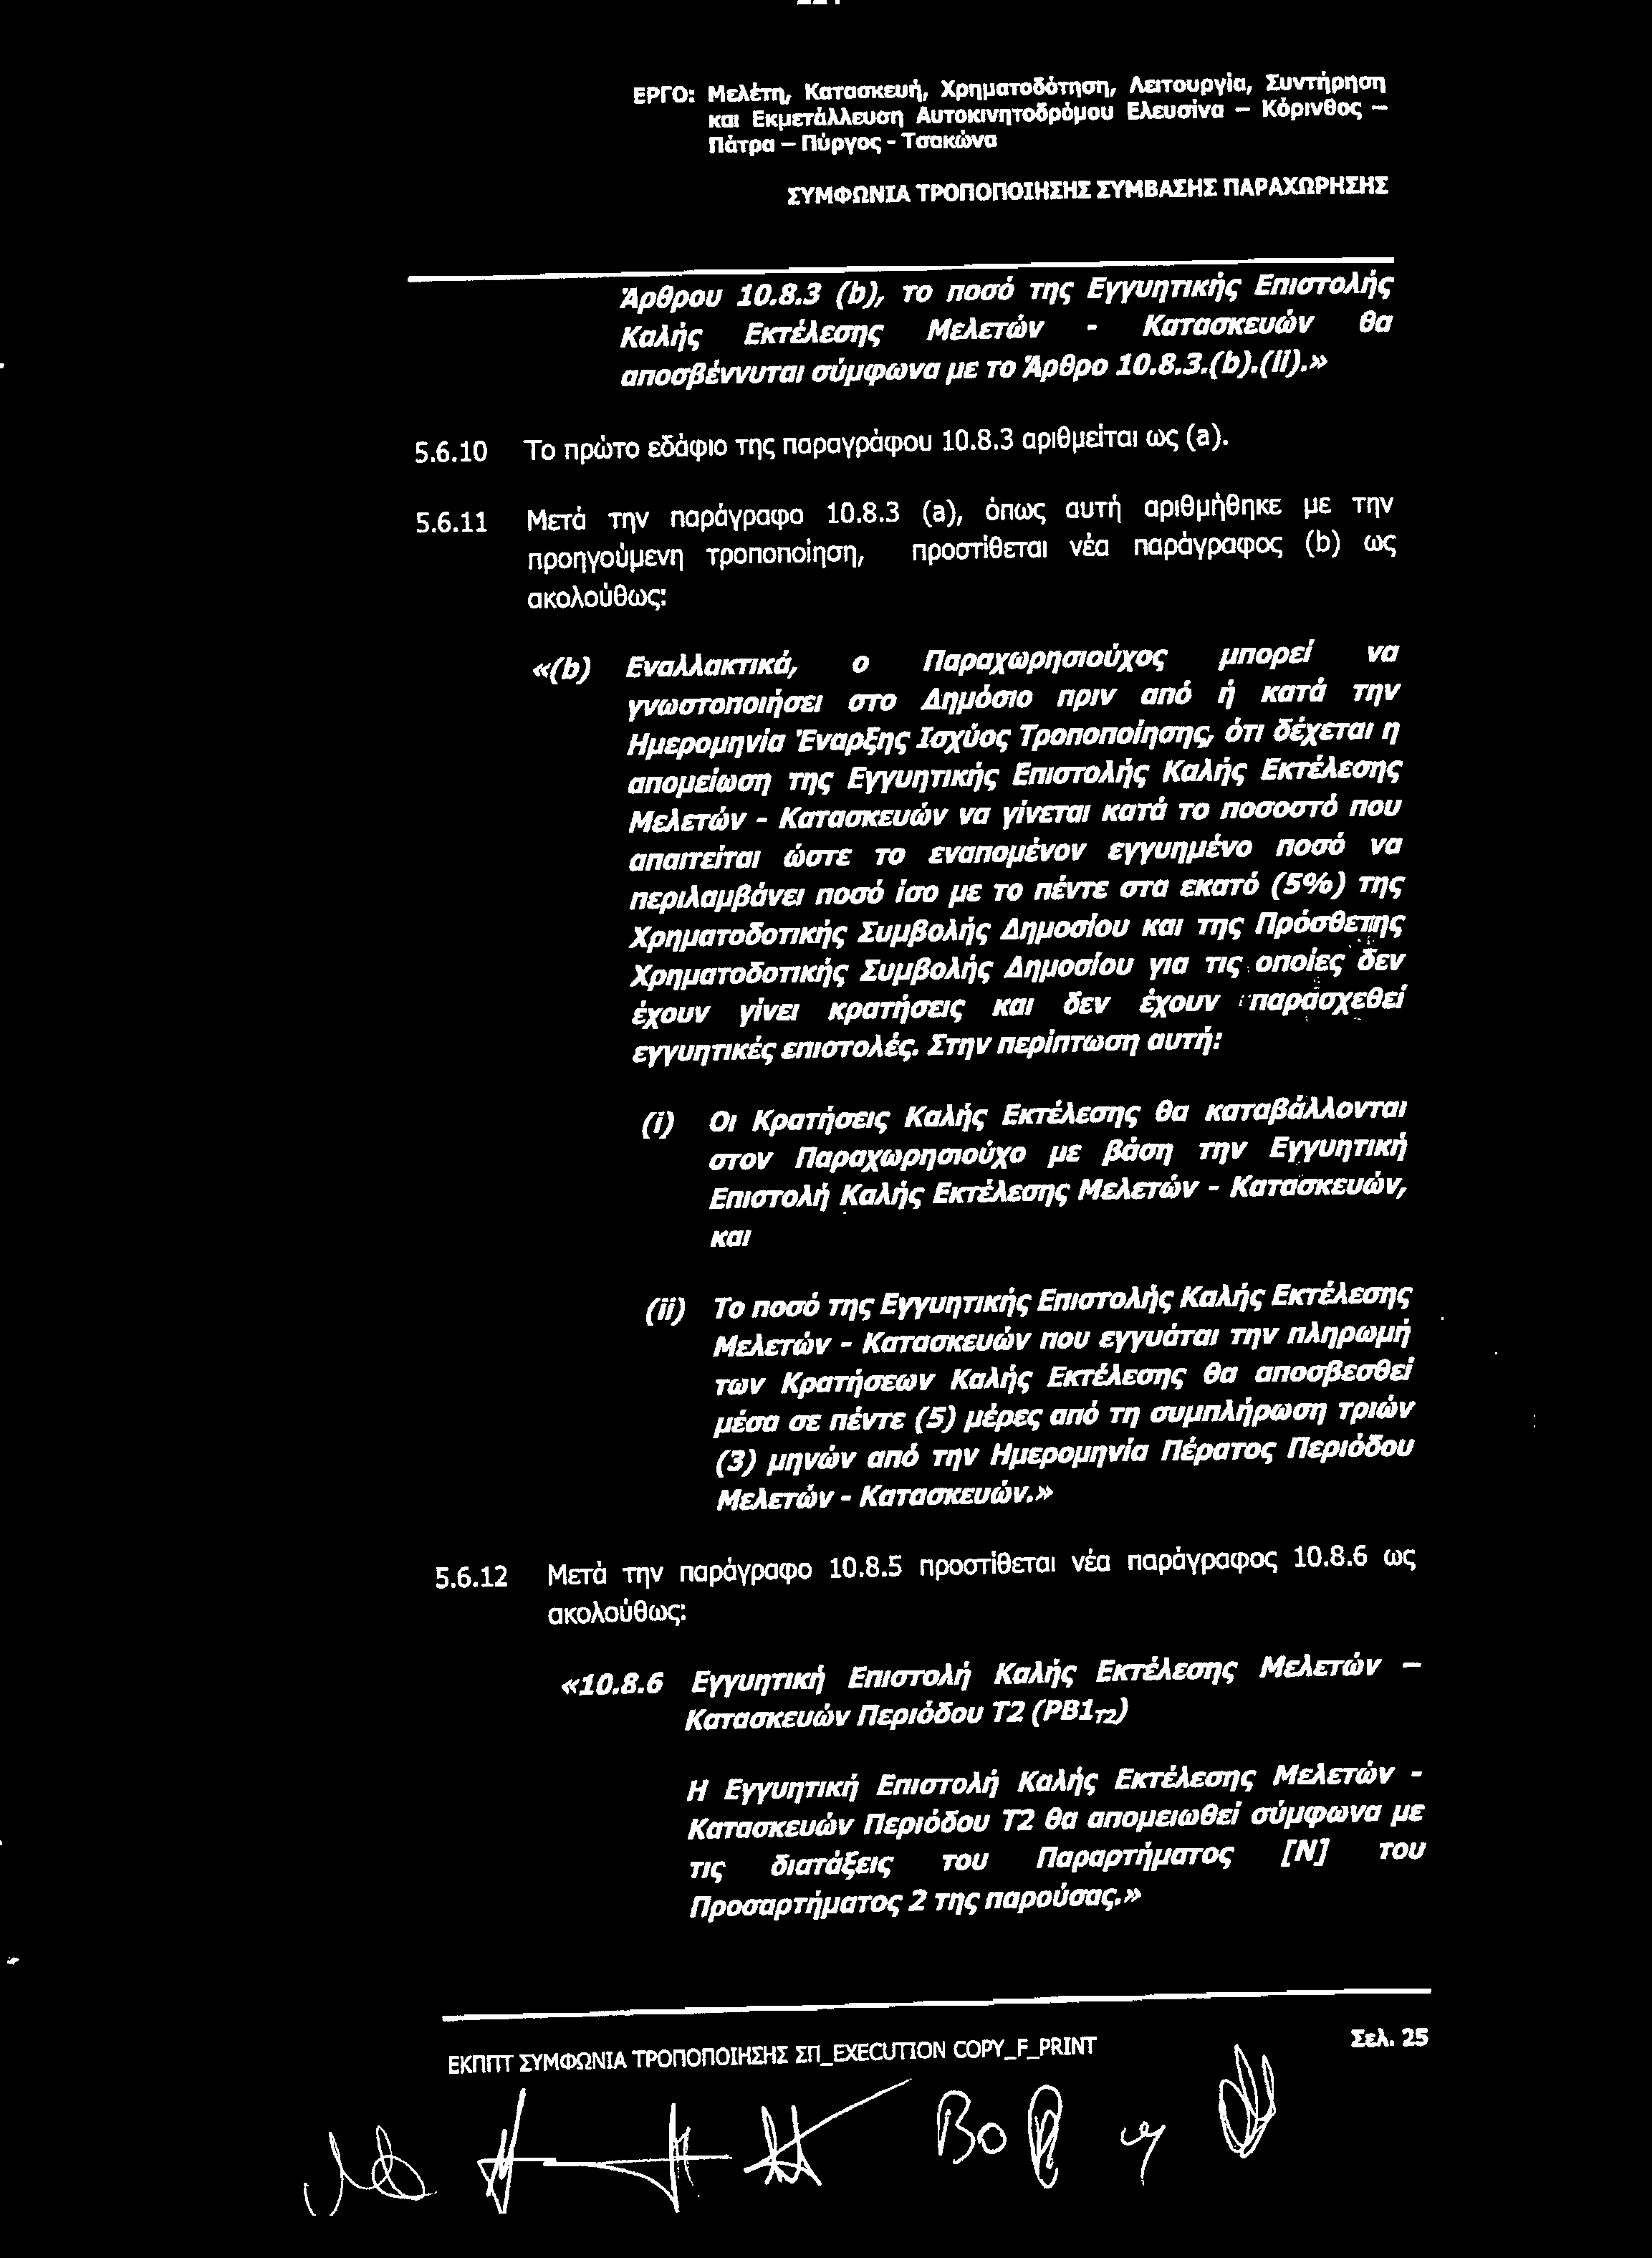 ΕΡΓΟ: Μελέτη, Κατασκευή, Χρηματοδότηση, Λειτουργία, Συντήρηση
και Εκμετάλλευση Αυτοκινητοδρόμου Ελευσίνα – Κόρινθος –
Πάτρα – Πύργος - Τσακώνα
ΣΥΜΦΩΝΙΑ ΤΡΟΠΟΠΟΙΗΣΗΣ ΣΥΜΒΑΣΗΣ ΠΑΡΑΧΩΡΗΣΗΣ
Άρθρου 10.8.3 (b), το ποσό της Εγγυητικής Επιστολής
Καλής Εκτέλεσης Μελετών - Κατασκευών θα
αποσβέννυται σύμφωνα με το Άρθρο 10.8.3.(b).(ii).»
5.6.10 Το πρώτο εδάφιο της παραγράφου 10.8.3 αριθμείται ως (a).
5.6.11 Μετά την παράγραφο 10.8.3 (a), όπως αυτή αριθμήθηκε με την
προηγούμενη τροποποίηση, προστίθεται νέα παράγραφος (b) ως
ακολούθως:
«(b) Εναλλακτικά, ο Παραχωρησιούχος μπορεί να
γνωστοποιήσει στο Δημόσιο πριν από ή κατά την
Ημερομηνία Έναρξης Ισχύος Τροποποίησης, ότι δέχεται η
απομείωση της Εγγυητικής Επιστολής Καλής Εκτέλεσης
Μελετών - Κατασκευών να γίνεται κατά το ποσοστό που
απαιτείται ώστε το εναπομένον εγγυημένο ποσό να
περιλαμβάνει ποσό ίσο με το πέντε στα εκατό (5%) της
Χρηματοδοτικής Συμβολής Δημοσίου και της Πρόσθετης
Χρηματοδοτικής Συμβολής Δημοσίου για τις οποίες δεν
έχουν γίνει κρατήσεις και δεν έχουν παρασχεθεί
εγγυητικές επιστολές. Στην περίπτωση αυτή:
(i) Οι Κρατήσεις Καλής Εκτέλεσης θα καταβάλλονται
στον Παραχωρησιούχο με βάση την Εγγυητική
Επιστολή Καλής Εκτέλεσης Μελετών - Κατασκευών,
και
(ii) Το ποσό της Εγγυητικής Επιστολής Καλής Εκτέλεσης
Μελετών - Κατασκευών που εγγυάται την πληρωμή
των Κρατήσεων Καλής Εκτέλεσης θα αποσβεσθεί
μέσα σε πέντε (5) μέρες από τη συμπλήρωση τριών
(3) μηνών από την Ημερομηνία Πέρατος Περιόδου
Μελετών - Κατασκευών.»
5.6.12 Μετά την παράγραφο 10.8.5 προστίθεται νέα παράγραφος 10.8.6 ως
ακολούθως:
«10.8.6 Εγγυητική Επιστολή Καλής Εκτέλεσης Μελετών –
Κατασκευών Περιόδου Τ2 (PB1T2)
Η Εγγυητική Επιστολή Καλής Εκτέλεσης Μελετών -
Κατασκευών Περιόδου Τ2 θα απομειωθεί σύμφωνα με
τις διατάξεις του Παραρτήματος [N] του
Προσαρτήματος 2 της παρούσας.»
ΕΚΠΠΤ ΣΥΜΦΩΝΙΑ ΤΡΟΠΟΠΟΙΗΣΗΣ ΣΠ_EXECUTION COPY_F_PRINT Σελ. 25